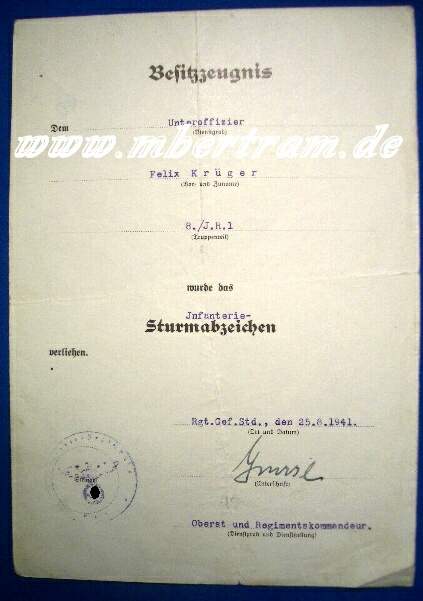 Besitzzeugnis
Dem
Unteroffizier
(Dienstgrad)
www.mbertram.de
Felix Krüger
(Vor- und Zuname)
8./J.R.1
(Truppenteil)
wurde das
Jnfanterie-
Sturmabzeichen
verliehen.
Rgt.Gef.Std., den 25.8.1941.
(Ort und Datum)
(Unterschrift)
Oberst und Regimentskommandeur.
(Dienstgrad und Dienststellung)